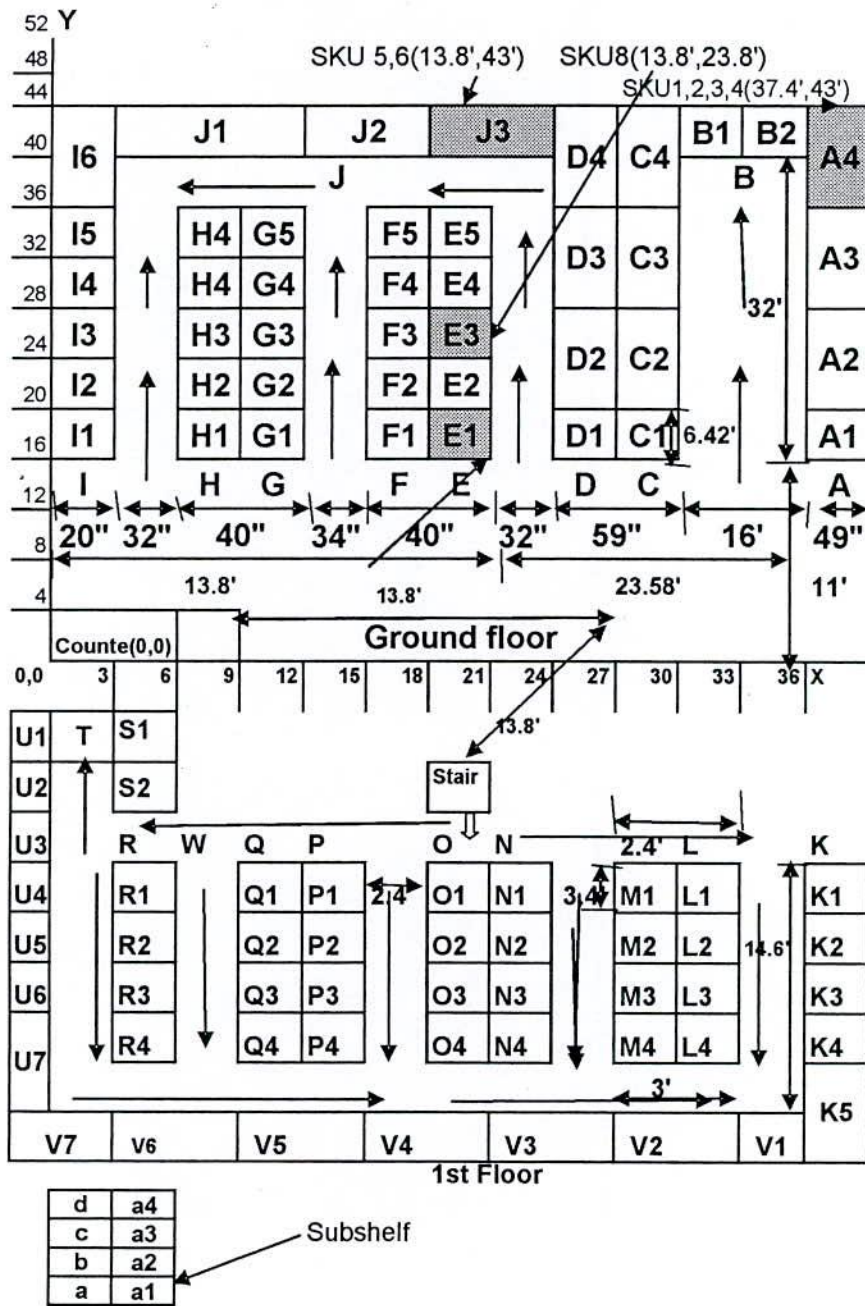 52 Y
SKU 5,6(13.8',43') SKU8(13.8',23.8')
48
SKU1,2,3,4(37.4',43')
44
J1 J2 J3 B1 B2
40
I6 D4 C4 A4
J B
36
I5 H4 G5 F5 E5
32
D3 C3 A3
I4 H4 G4 F4 E4
28
32'
I3 H3 G3 F3 E3
24
D2 C2 A2
I2 H2 G2 F2 E2
20
I1 H1 G1 F1 E1 D1 C1 6.42' A1
16
I H G F E D C A
12
20" 32" 40" 34" 40" 32" 59" 16' 49"
8
13.8' 13.8' 23.58' 11'
4
Counte(0,0) Ground floor
0,0 3 6 9 12 15 18 21 24 27 30 33 36 X
U1 T S1 13.8'
U2 S2 Stair
U3 R W Q P O N 2.4' L K
U4 R1 Q1 P1 2.4 O1 N1 3.4 M1 L1 K1
U5 R2 Q2 P2 O2 N2 M2 L2 14.6' K2
U6 R3 Q3 P3 O3 N3 M3 L3 K3
U7 R4 Q4 P4 O4 N4 M4 L4 K4
3'
K5
V7 V6 V5 V4 V3 V2 V1
1st Floor
d a4
c a3 Subshelf
b a2
a a1